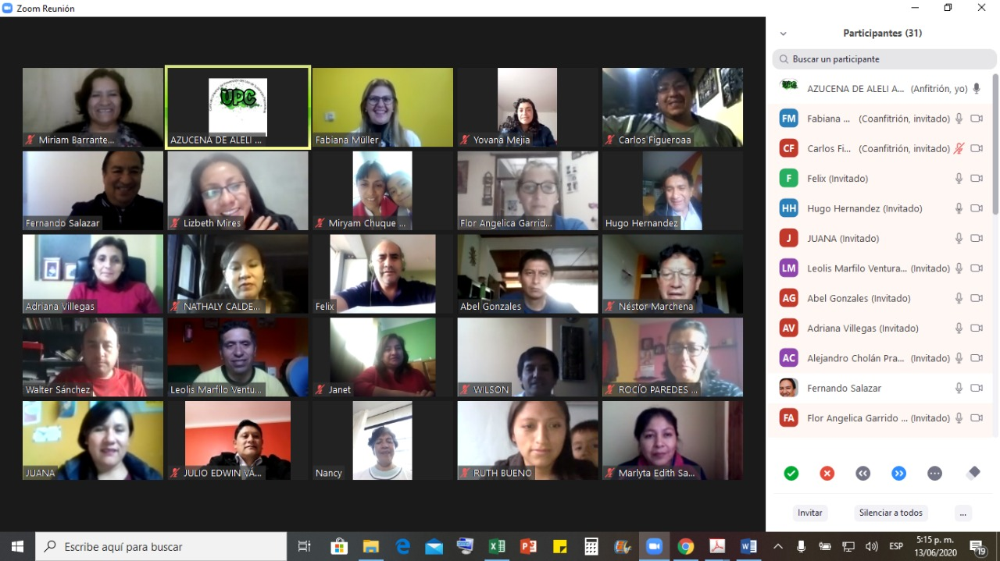 Zoom Reunión
Miriam Barrante...
UPC
AZUCENA DE ALELI ...
Fabiana Müller
Yovana Mejia
Carlos Figueroaa
Fernando Salazar
Lizbeth Mires
Miryam Chuque ...
Flor Angelica Garrid...
Hugo Hernandez
Adriana Villegas
NATHALY CALDE...
Felix
Abel Gonzales
Néstor Marchena
Walter Sánchez
Leolis Marfilo Ventu...
Janet
WILSON
ROCÍO PAREDES ...
JUANA
JULIO EDWIN VÁ...
Nancy
RUTH BUENO
Marlyta Edith Sa...
Participantes (31)
Buscar un participante
UPC AZUCENA DE ALELI A... (Anfitrión, yo)
FM Fabiana ... (Coanfitrión, invitado)
CF Carlos Fi... (Coanfitrión, invitado)
F Felix (Invitado)
HH Hugo Hernandez (Invitado)
J JUANA (Invitado)
LM Leolis Marfilo Ventura... (Invitado)
AG Abel Gonzales (Invitado)
AV Adriana Villegas (Invitado)
AC Alejandro Cholán Pra... (Invitado)
Fernando Salazar
FA Flor Angelica Garrido ... (Invitado)
Invitar Silenciar a todos ...
Escribe aquí para buscar
ESP
5:15 p. m.
13/06/2020
19